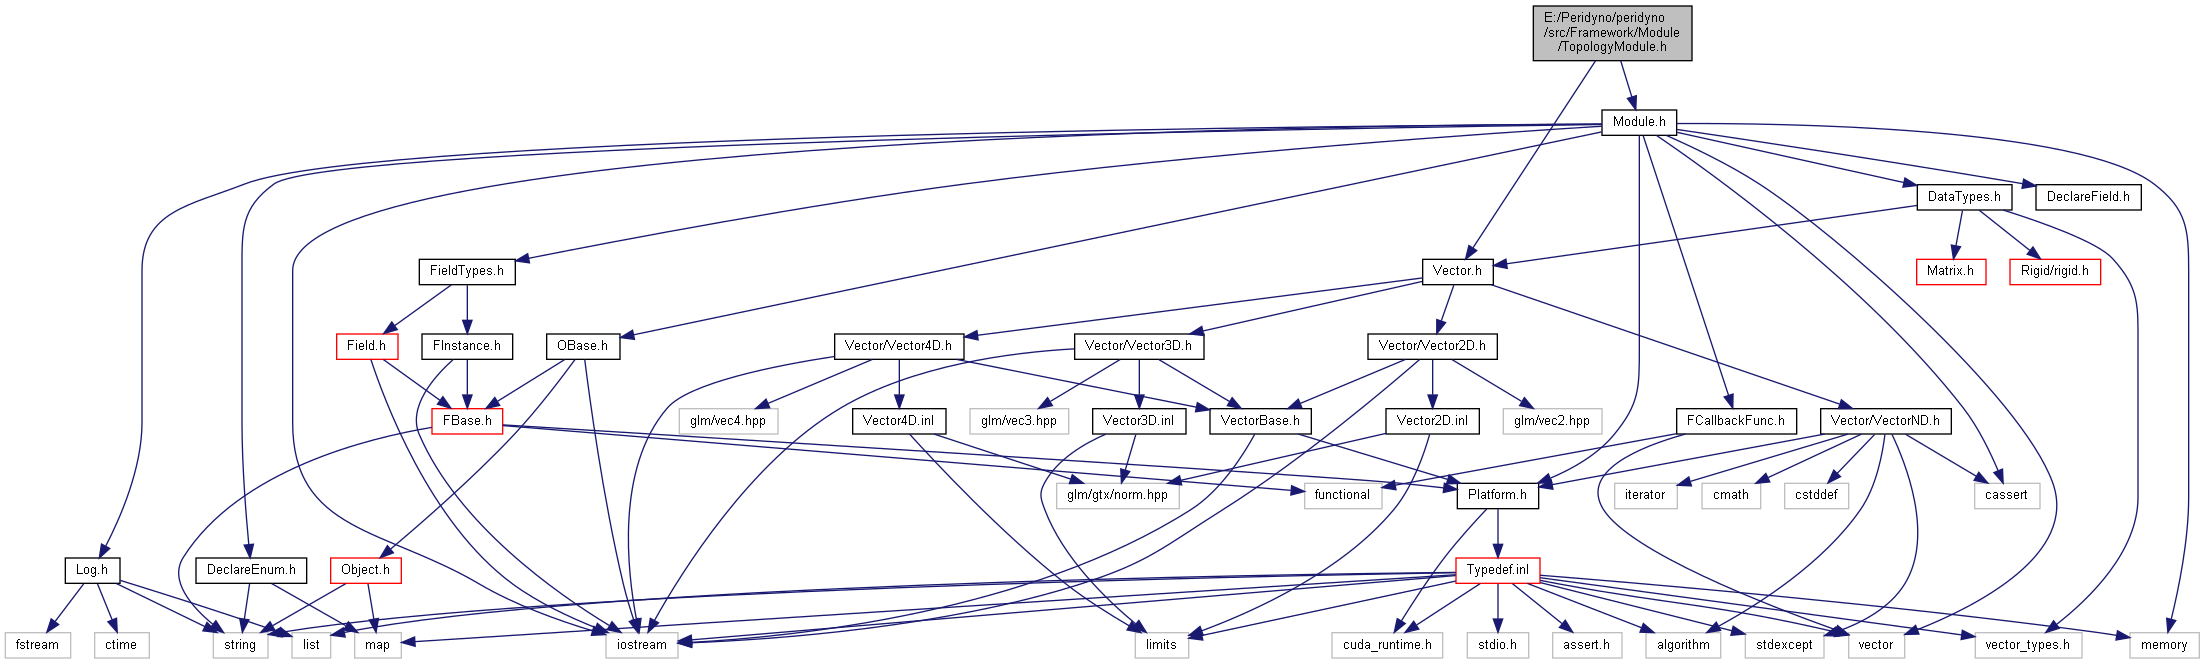 E:/Peridyno/peridyno
/src/Framework/Module
/TopologyModule.h
Module.h
DataTypes.h
DeclareField.h
FieldTypes.h
Vector.h
Matrix.h
Rigid/rigid.h
Field.h
FInstance.h
OBase.h
Vector/Vector4D.h
Vector/Vector3D.h
Vector/Vector2D.h
FBase.h
glm/vec4.hpp
Vector4D.inl
glm/vec3.hpp
Vector3D.inl
VectorBase.h
Vector2D.inl
glm/vec2.hpp
FCallbackFunc.h
Vector/VectorND.h
glm/gtx/norm.hpp
functional
Platform.h
iterator
cmath
cstddef
cassert
Log.h
DeclareEnum.h
Object.h
Typedef.inl
fstream
ctime
string
list
map
iostream
limits
cuda_runtime.h
stdio.h
assert.h
algorithm
stdexcept
vector
vector_types.h
memory